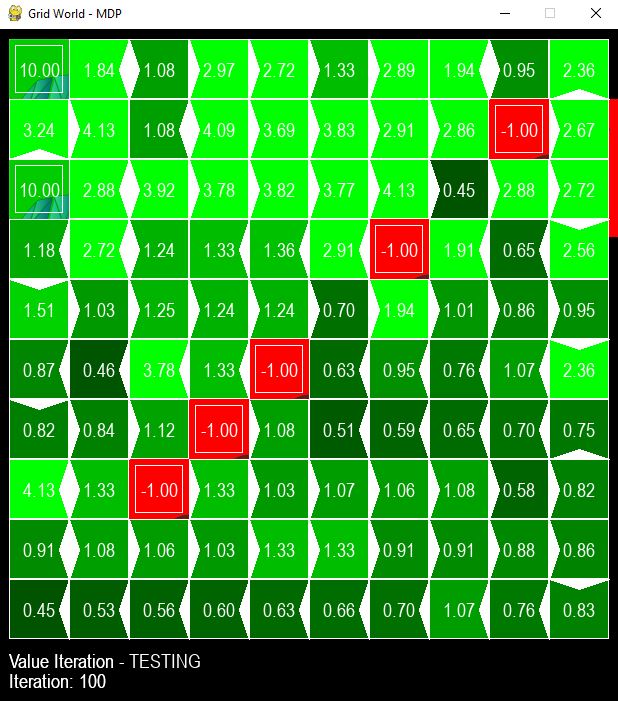 Grid World - MDP
10.00 1.84 1.08 2.97 2.72 1.33 2.89 1.94 0.95 2.36
3.24 4.13 1.08 4.09 3.69 3.83 2.91 2.86 -1.00 2.67
10.00 2.88 3.92 3.78 3.82 3.77 4.13 0.45 2.88 2.72
1.18 2.72 1.24 1.33 1.36 2.91 -1.00 1.91 0.65 2.56
1.51 1.03 1.25 1.24 1.24 0.70 1.94 1.01 0.86 0.95
0.87 0.46 3.78 1.33 -1.00 0.63 0.95 0.76 1.07 2.36
0.82 0.84 1.12 -1.00 1.08 0.51 0.59 0.65 0.70 0.75
4.13 1.33 -1.00 1.33 1.03 1.07 1.06 1.08 0.58 0.82
0.91 1.08 1.06 1.03 1.33 1.33 0.91 0.91 0.88 0.86
0.45 0.53 0.56 0.60 0.63 0.66 0.70 1.07 0.76 0.83
Value Iteration - TESTING
Iteration: 100